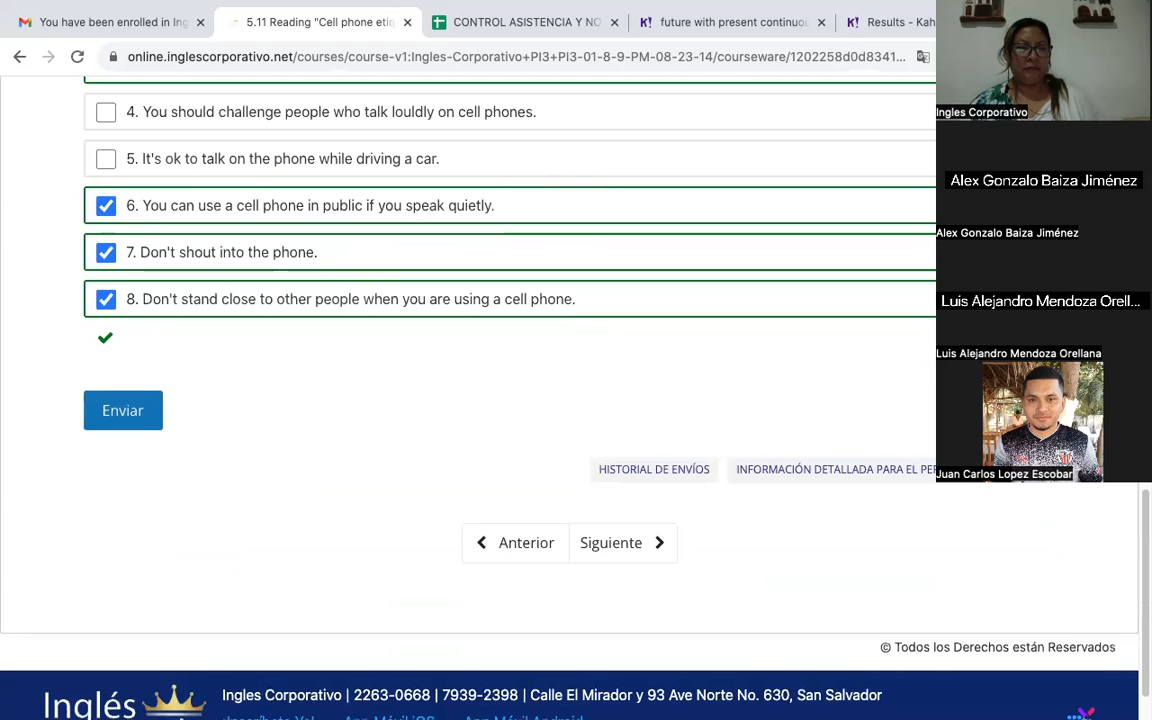 You have been enrolled in Ing
5.11 Reading "Cell phone etiq
CONTROL ASISTENCIA Y NO
future with present continuou
Results - Kah
online.inglescorporativo.net/courses/course-v1:Ingles-Corporativo+PI3+PI3-01-8-9-PM-08-23-14/courseware/1202258d0d8341...
Ingles Corporativo
4. You should challenge people who talk louldly on cell phones.
5. It's ok to talk on the phone while driving a car.
Alex Gonzalo Baiza Jiménez
6. You can use a cell phone in public if you speak quietly.
Alex Gonzalo Baiza Jiménez
7. Don't shout into the phone.
8. Don't stand close to other people when you are using a cell phone.
Luis Alejandro Mendoza Orell...
Luis Alejandro Mendoza Orellana
Enviar
HISTORIAL DE ENVÍOS
INFORMACIÓN DETALLADA PARA EL PER
Juan Carlos Lopez Escobar
Anterior
Siguiente
© Todos los Derechos están Reservados
Inglés
Ingles Corporativo | 2263-0668 | 7939-2398 | Calle El Mirador y 93 Ave Norte No. 630, San Salvador